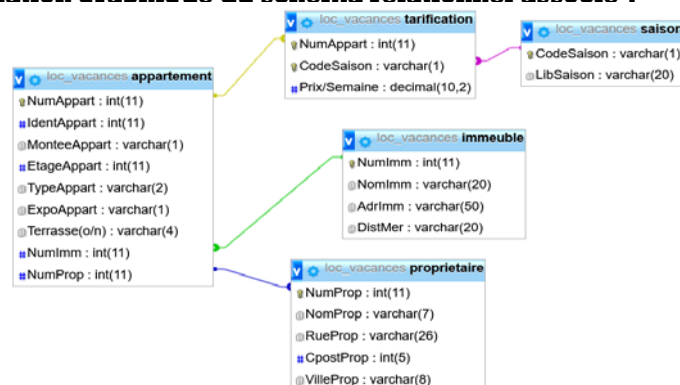 loc_vacances tarification
NumAppart : int(11)
CodeSaison : varchar(1)
Prix/Semaine : decimal(10,2)
loc_vacances saison
CodeSaison : varchar(1)
LibSaison : varchar(20)
loc_vacances appartement
NumAppart : int(11)
IdentAppart : int(11)
MonteeAppart : varchar(1)
EtageAppart : int(11)
TypeAppart : varchar(2)
ExpoAppart : varchar(1)
Terrasse(o/n) : varchar(4)
NumImm : int(11)
NumProp : int(11)
loc_vacances immeuble
NumImm : int(11)
NomImm : varchar(20)
AdrImm : varchar(50)
DistMer : varchar(20)
loc_vacances proprietaire
NumProp : int(11)
NomProp : varchar(7)
RueProp : varchar(26)
CpostProp : int(5)
VilleProp : varchar(8)